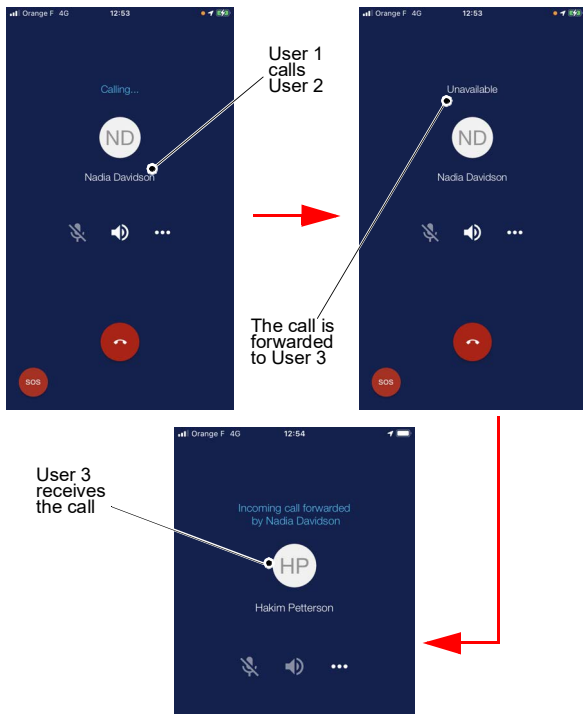 Orange F 4G 12:53
Calling...
ND
Nadia Davidson
SOS
User 1
calls
User 2
Orange F 4G 12:53
Unavailable
ND
Nadia Davidson
SOS
The call is
forwarded
to User 3
User 3
receives
the call
Orange F 4G 12:54
Incoming call forwarded
by Nadia Davidson
HP
Hakim Petterson